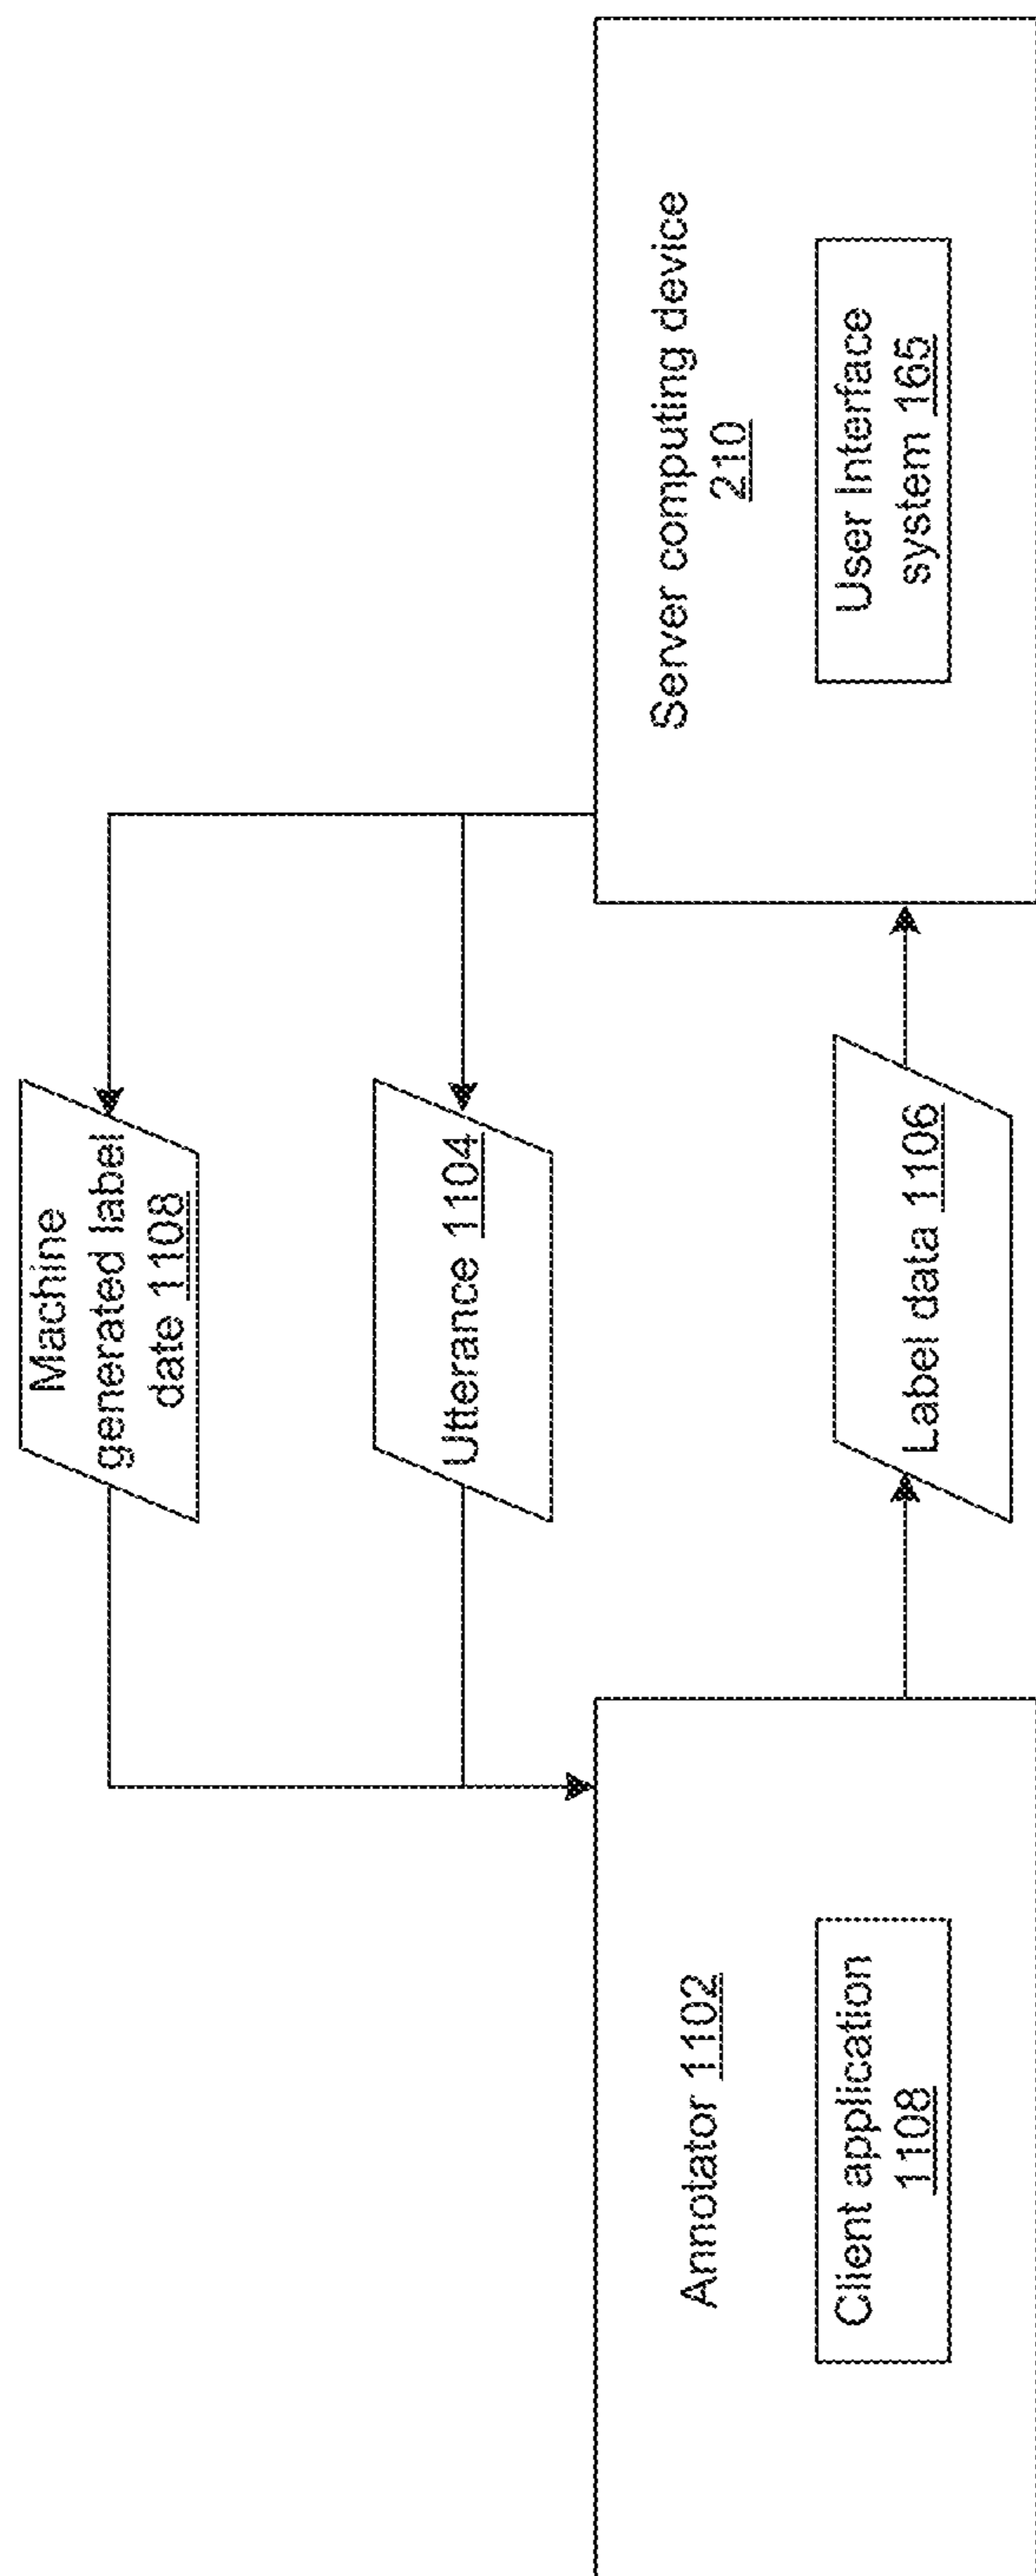 Machine
generated label
date 1108
Utterance 1104
Label data 1106
Annotator 1102
Client application
1108
Server computing device
210
User Interface
system 165